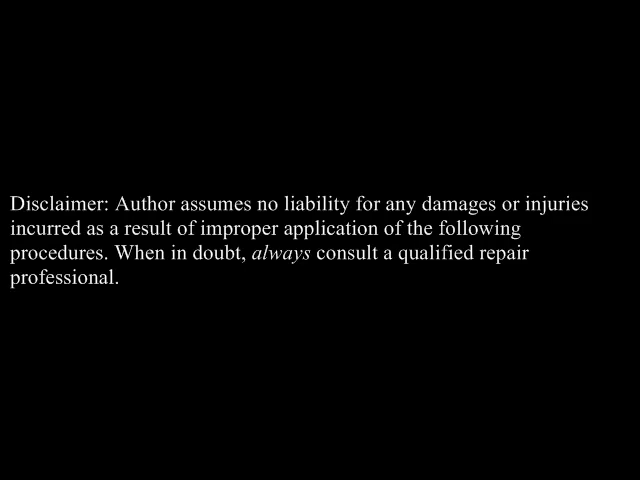 Disclaimer: Author assumes no liability for any damages or injuries
incurred as a result of improper application of the following
procedures. When in doubt, always consult a qualified repair
professional.